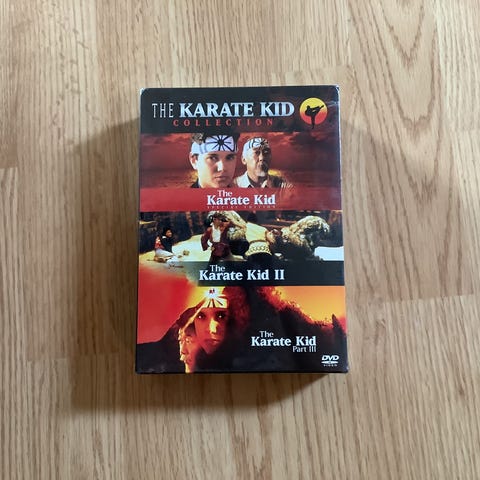 THE KARATE KID
COLLECTION
The
Karate Kid
SPECIAL EDITION
The
Karate Kid II
The
Karate Kid
Part III
DVD
VIDEO